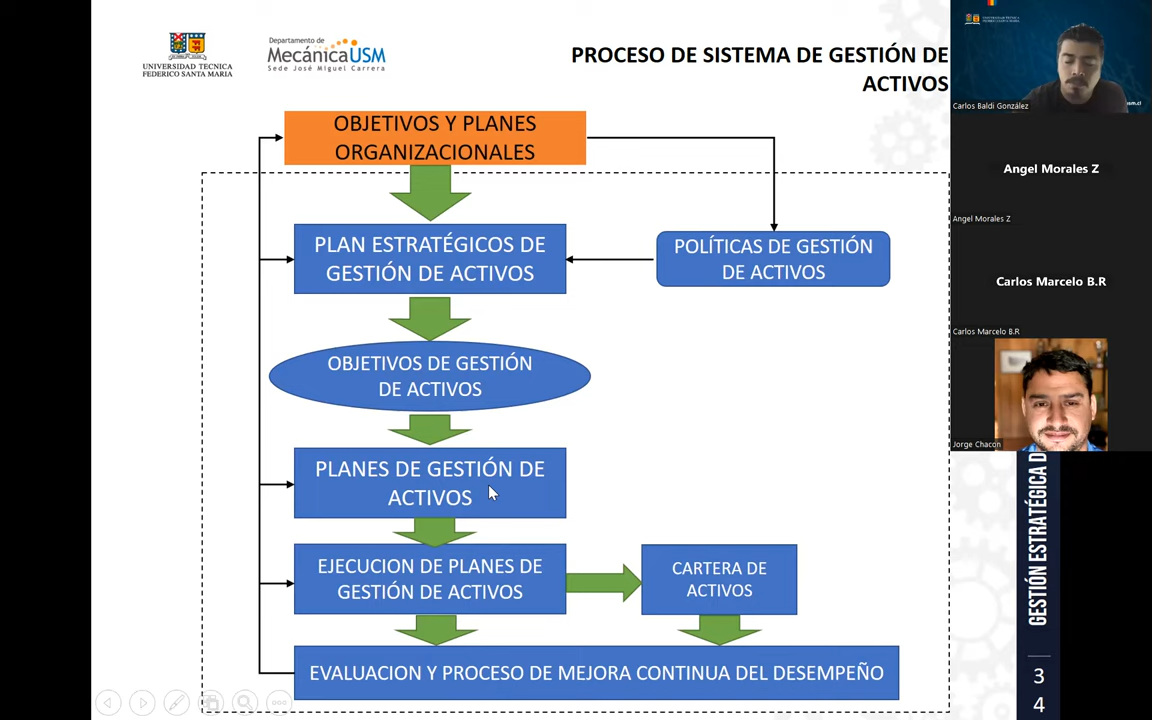 UNIVERSIDAD TECNICA
FEDERICO SANTA MARIA
Departamento de
MecánicaUSM
Sede José Miguel Carrera
PROCESO DE SISTEMA DE GESTIÓN DE
ACTIVOS
OBJETIVOS Y PLANES
ORGANIZACIONALES
PLAN ESTRATÉGICOS DE
GESTIÓN DE ACTIVOS
POLÍTICAS DE GESTIÓN
DE ACTIVOS
OBJETIVOS DE GESTIÓN
DE ACTIVOS
PLANES DE GESTIÓN DE
ACTIVOS
EJECUCION DE PLANES DE
GESTIÓN DE ACTIVOS
CARTERA DE
ACTIVOS
EVALUACION Y PROCESO DE MEJORA CONTINUA DEL DESEMPEÑO
Carlos Baldi González
usm.cl
Angel Morales Z
Angel Morales Z
Carlos Marcelo B.R
Carlos Marcelo B.R
Jorge Chacon
GESTIÓN ESTRATÉGICA D
3
4